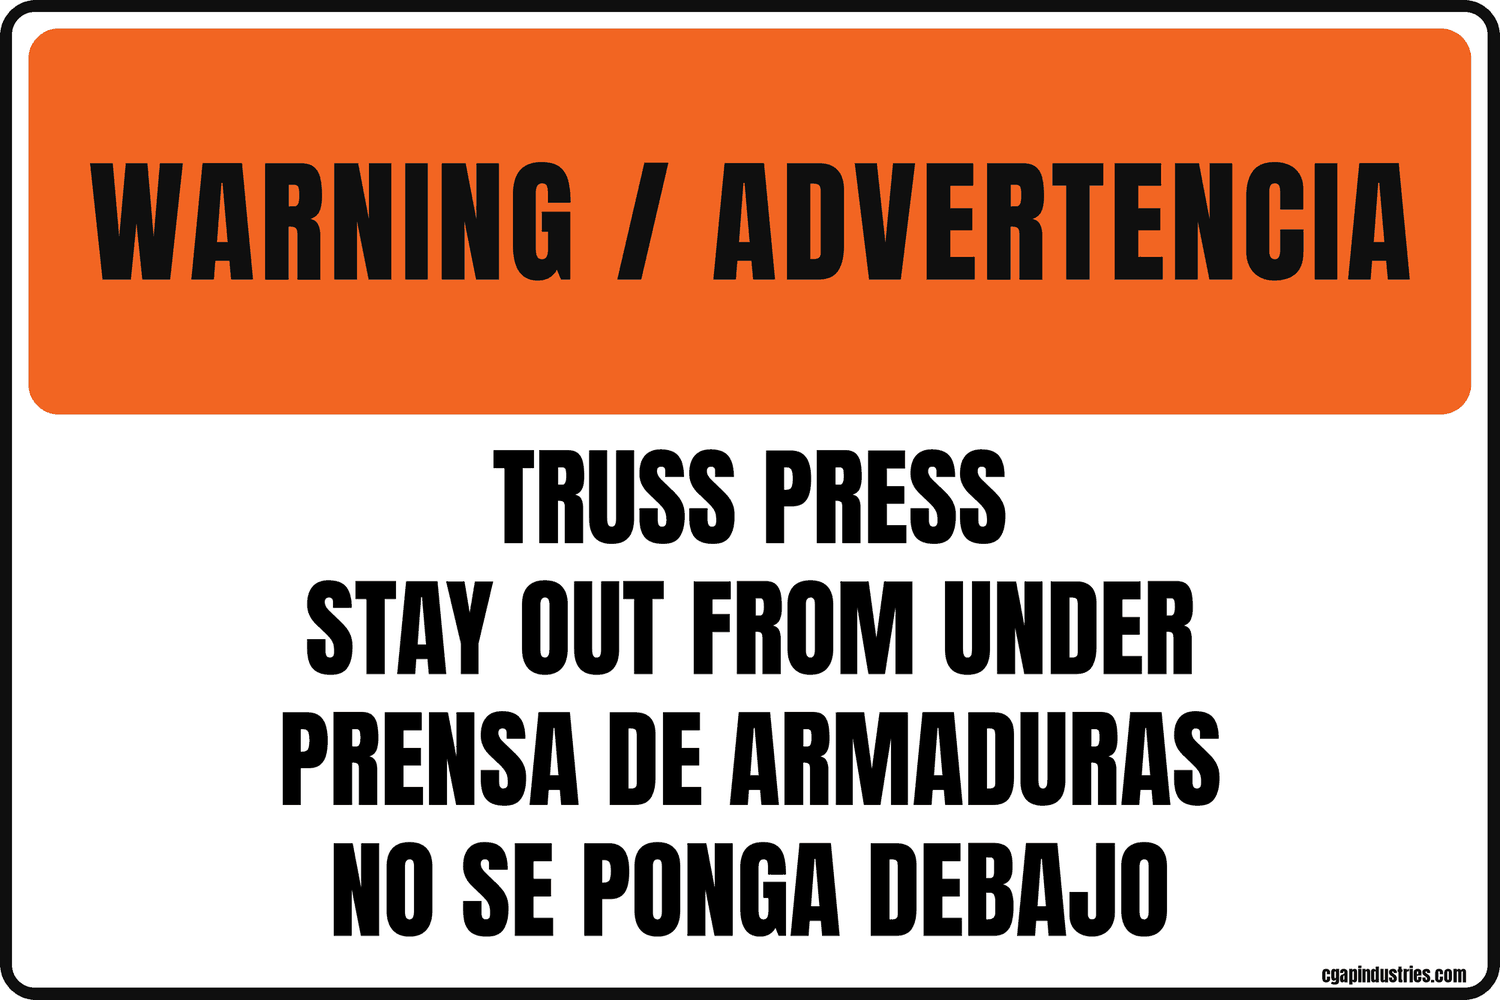 WARNING / ADVERTENCIA
TRUSS PRESS
STAY OUT FROM UNDER
PRENSA DE ARMADURAS
NO SE PONGA DEBAJO
cgapindustries.com